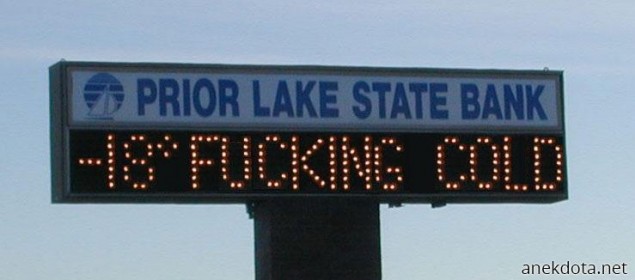 PRIOR LAKE STATE BANK
-18° FUCKING COLD
anekdota.net